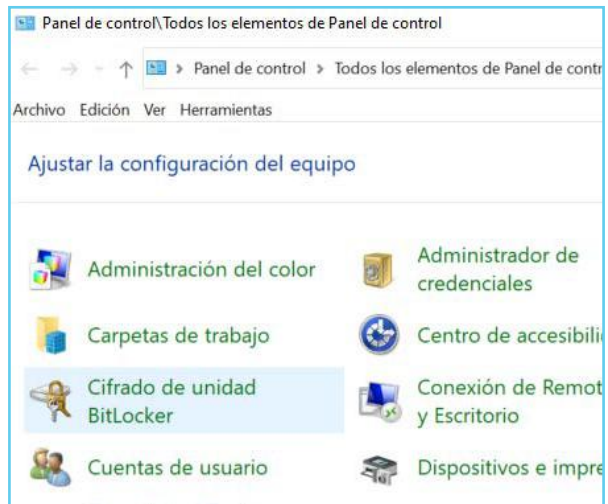 Panel de control\Todos los elementos de Panel de control
Panel de control > Todos los elementos de Panel de contr
Archivo Edición Ver Herramientas
Ajustar la configuración del equipo
Administración del color
Administrador de
credenciales
Carpetas de trabajo
Centro de accesibili
Cifrado de unidad
BitLocker
Conexión de Remot
y Escritorio
Cuentas de usuario
Dispositivos e impre